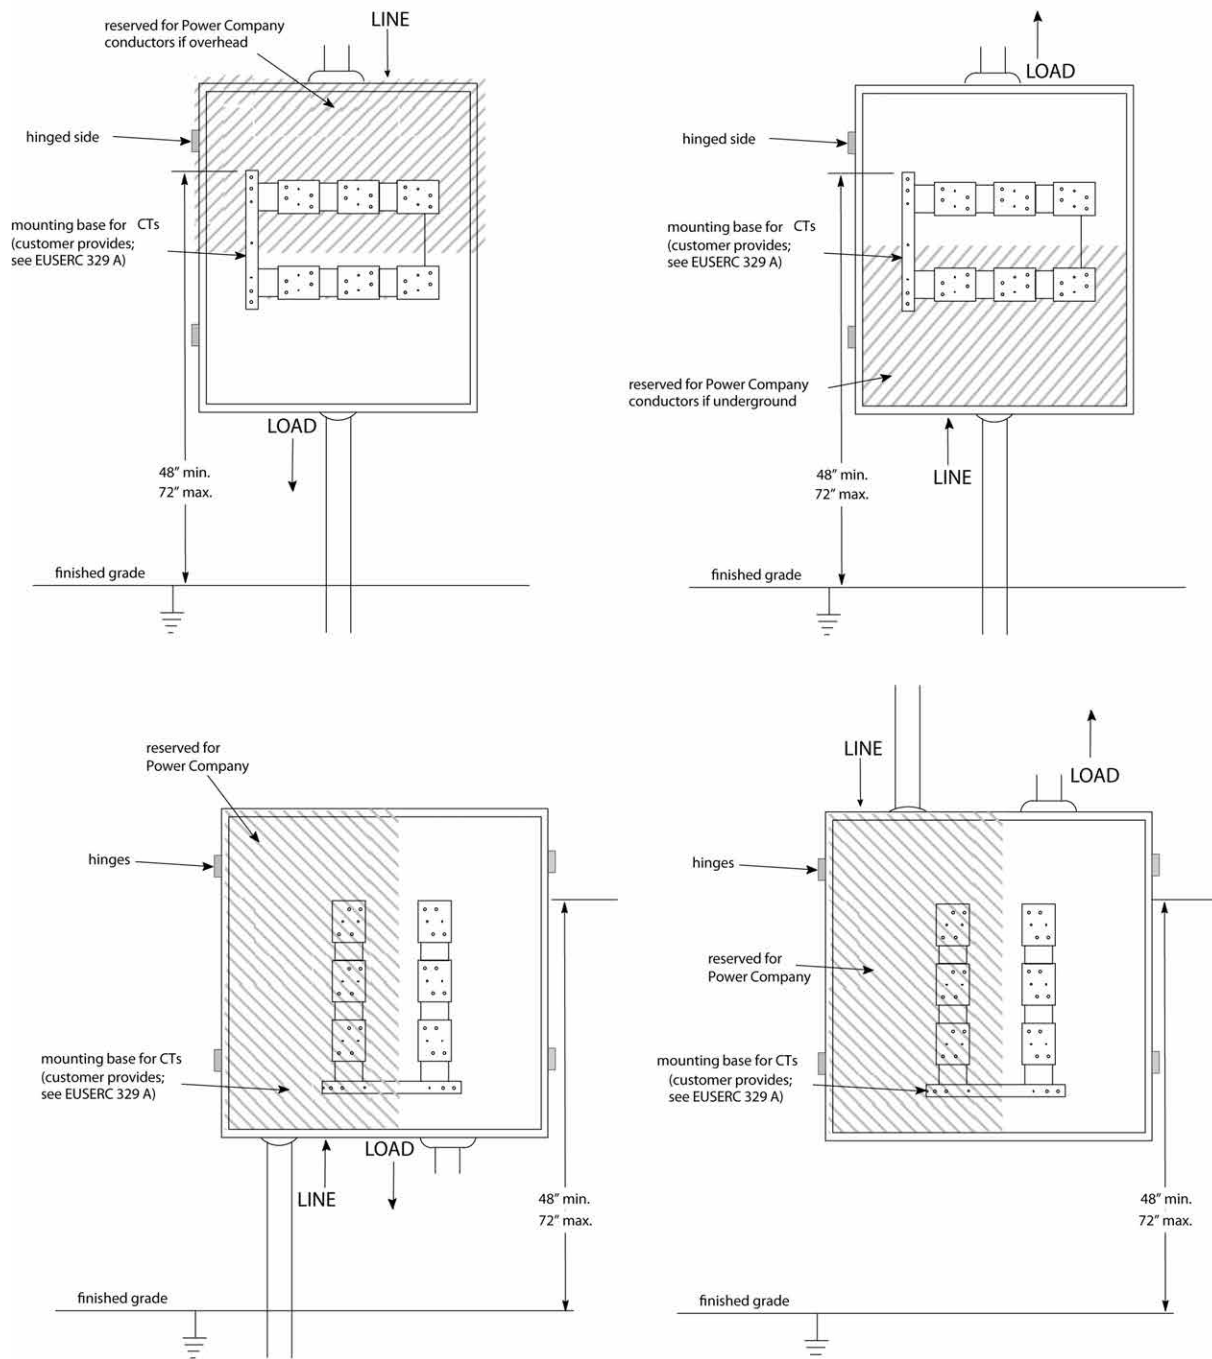 reserved for Power Company
conductors if overhead
LINE
hinged side
mounting base for CTs
(customer provides;
see EUSERC 329 A)
LOAD
48" min.
72" max.
finished grade
LOAD
hinged side
mounting base for CTs
(customer provides;
see EUSERC 329 A)
reserved for Power Company
conductors if underground
LINE
48" min.
72" max.
finished grade
reserved for
Power Company
hinges
mounting base for CTs
(customer provides;
see EUSERC 329 A)
LOAD
LINE
48" min.
72" max.
finished grade
LINE
LOAD
hinges
reserved for
Power Company
mounting base for CTs
(customer provides;
see EUSERC 329 A)
48" min.
72" max.
finished grade